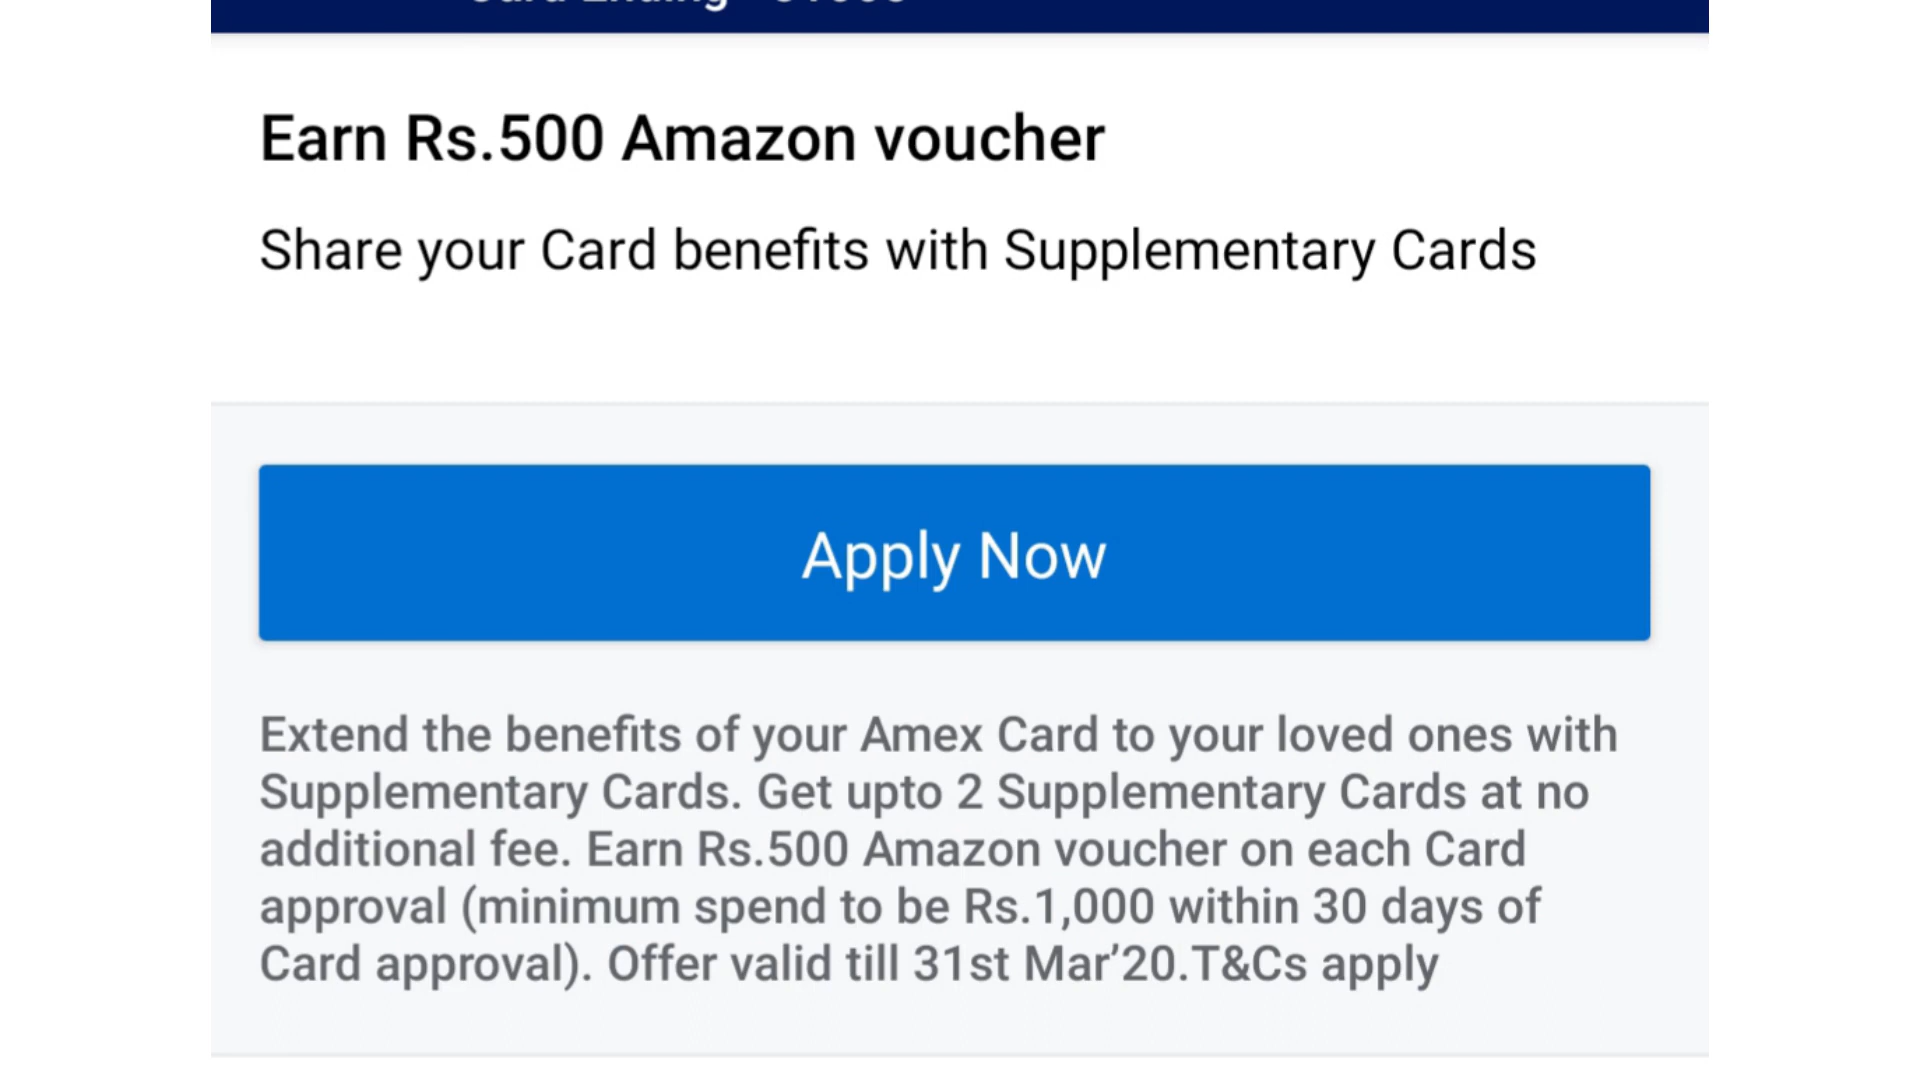 Earn Rs.500 Amazon voucher
Share your Card benefits with Supplementary Cards
Apply Now
Extend the benefits of your Amex Card to your loved ones with
Supplementary Cards. Get upto 2 Supplementary Cards at no
additional fee. Earn Rs.500 Amazon voucher on each Card
approval (minimum spend to be Rs.1,000 within 30 days of
Card approval). Offer valid till 31st Mar’20.T&Cs apply